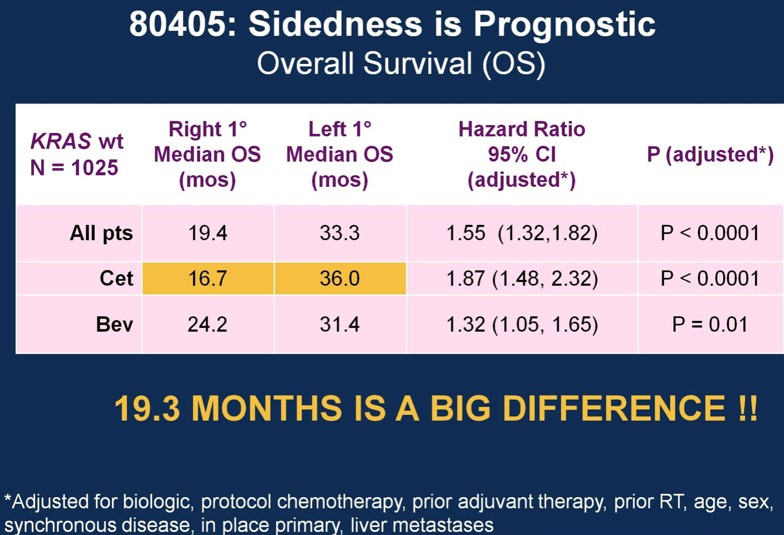 80405: Sidedness is Prognostic
Overall Survival (OS)
KRAS wt
N = 1025
Right 1°
Median OS
(mos)
Left 1°
Median OS
(mos)
Hazard Ratio
95% CI
(adjusted*)
P (adjusted*)
All pts 19.4 33.3 1.55 (1.32,1.82) P < 0.0001
Cet 16.7 36.0 1.87 (1.48, 2.32) P < 0.0001
Bev 24.2 31.4 1.32 (1.05, 1.65) P = 0.01
19.3 MONTHS IS A BIG DIFFERENCE !!
*Adjusted for biologic, protocol chemotherapy, prior adjuvant therapy, prior RT, age, sex,
synchronous disease, in place primary, liver metastases